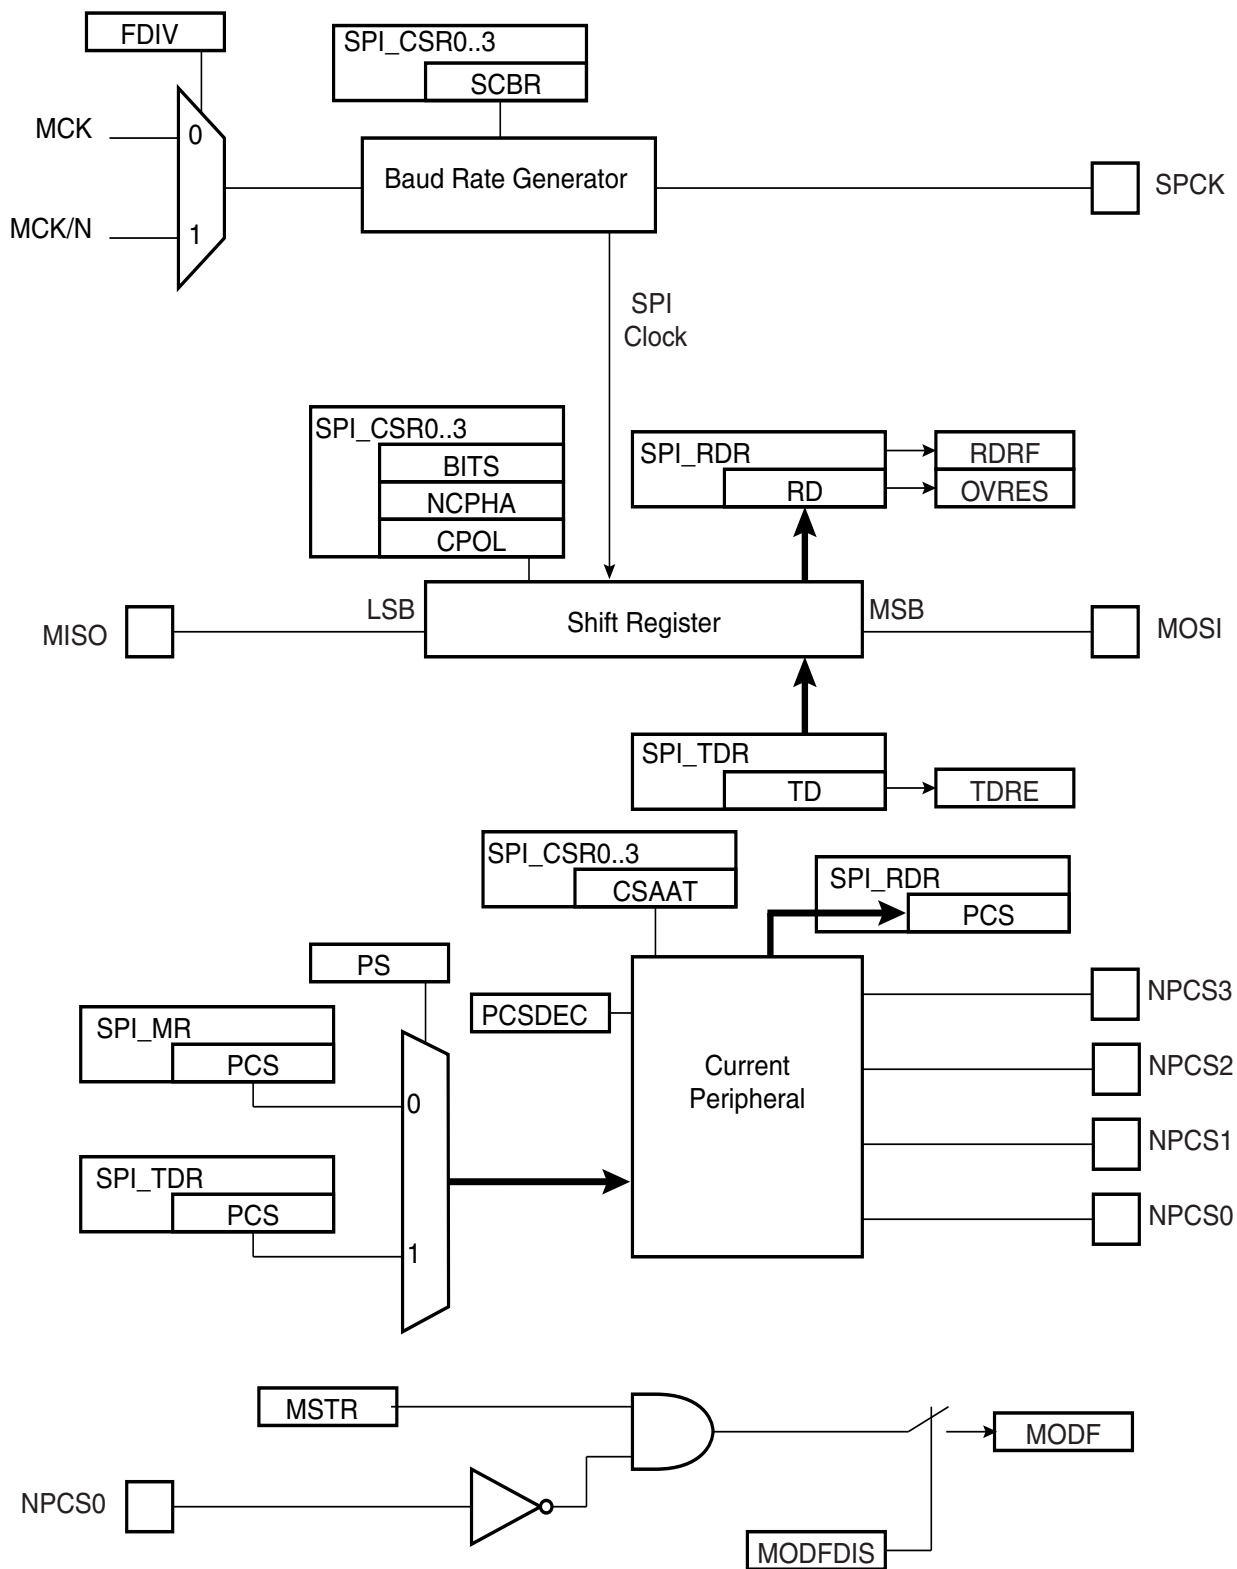 FDIV
SPI_CSR0..3
SCBR
MCK
0
Baud Rate Generator
SPCK
MCK/N
1
SPI
Clock
SPI_CSR0..3
BITS
NCPHA
CPOL
SPI_RDR
RD
RDRF
OVRES
LSB
MSB
MISO
Shift Register
MOSI
SPI_TDR
TD
TDRE
SPI_CSR0..3
CSAAT
SPI_RDR
PCS
PS
PCSDEC
NPCS3
SPI_MR
PCS
0
Current
Peripheral
NPCS2
NPCS1
SPI_TDR
PCS
1
NPCS0
MSTR
MODF
NPCS0
MODFDIS